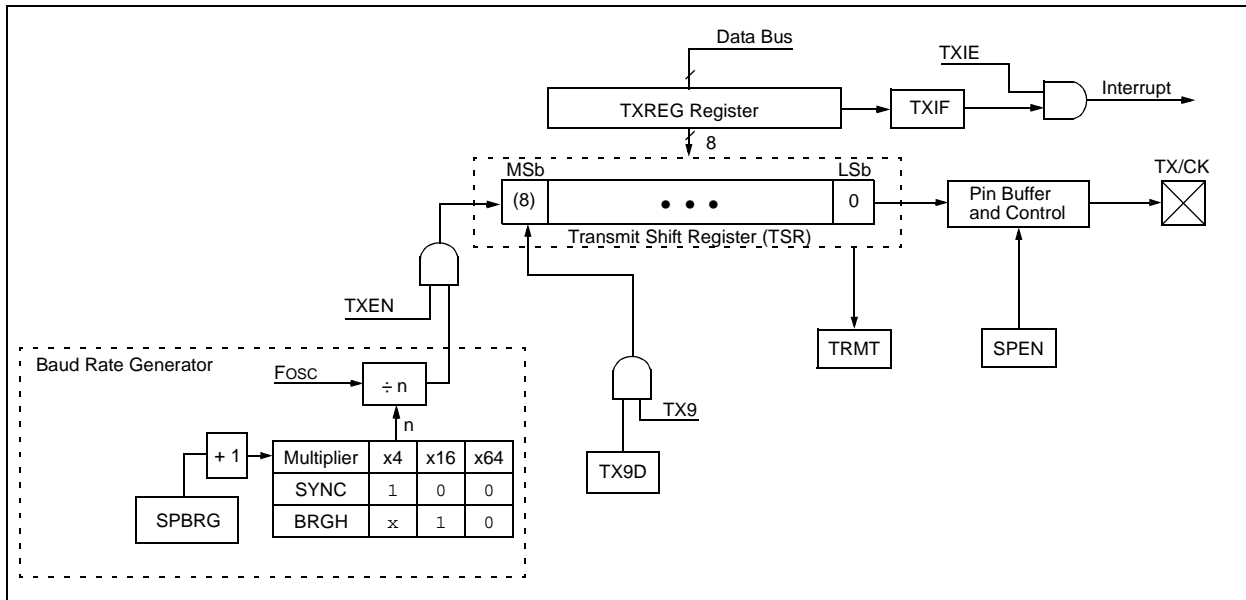 Data Bus
TXIE
Interrupt
TXREG Register
TXIF
8
MSb
LSb
TX/CK
(8)
• • •
0
Pin Buffer
and Control
Transmit Shift Register (TSR)
TXEN
TRMT
SPEN
Baud Rate Generator
FOSC
÷ n
n
TX9
+ 1
Multiplier x4 x16 x64
SYNC 1 0 0
BRGH x 1 0
TX9D
SPBRG